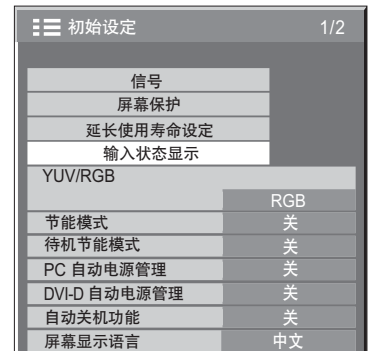 初始设定 1/2
信号
屏幕保护
延长使用寿命设定
输入状态显示
YUV/RGB
RGB
节能模式 关
待机节能模式 关
PC 自动电源管理 关
DVI-D 自动电源管理 关
自动关机功能 关
屏幕显示语言 中文